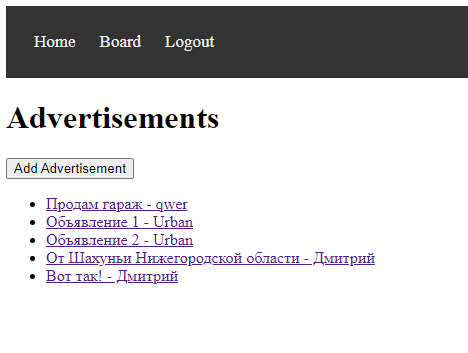 Home Board Logout
Advertisements
Add Advertisement
Продам гараж - qwer
Объявление 1 - Urban
Объявление 2 - Urban
От Шахуньи Нижегородской области - Дмитрий
Вот так! - Дмитрий